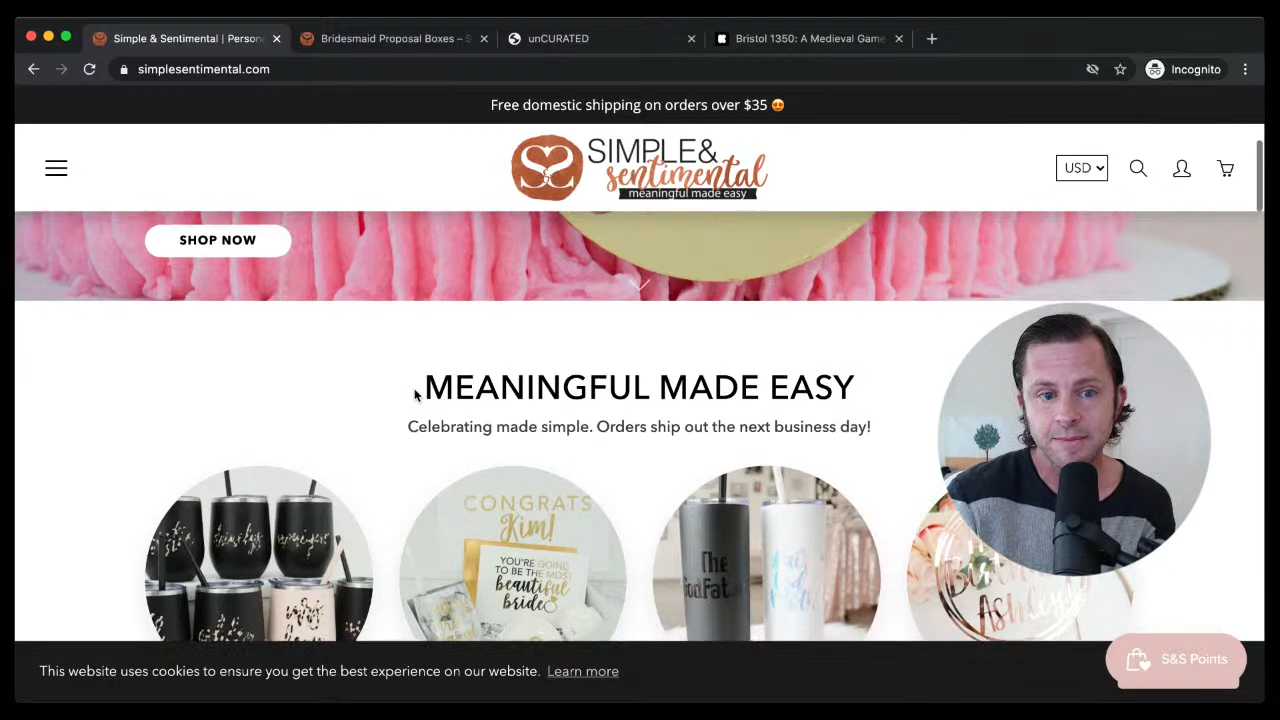 Simple & Sentimental | Persona
Bridesmaid Proposal Boxes – S
unCURATED
Bristol 1350: A Medieval Game
simplesentimental.com
Incognito
Free domestic shipping on orders over $35 😍
SIMPLE&
sentimental
meaningful made easy
USD
SHOP NOW
MEANINGFUL MADE EASY
Celebrating made simple. Orders ship out the next business day!
CONGRATS
Kim!
YOU'RE GOING
TO BE THE MOST
beautiful
bride
The
GodFat
Ashley
This website uses cookies to ensure you get the best experience on our website. Learn more
S&S Points